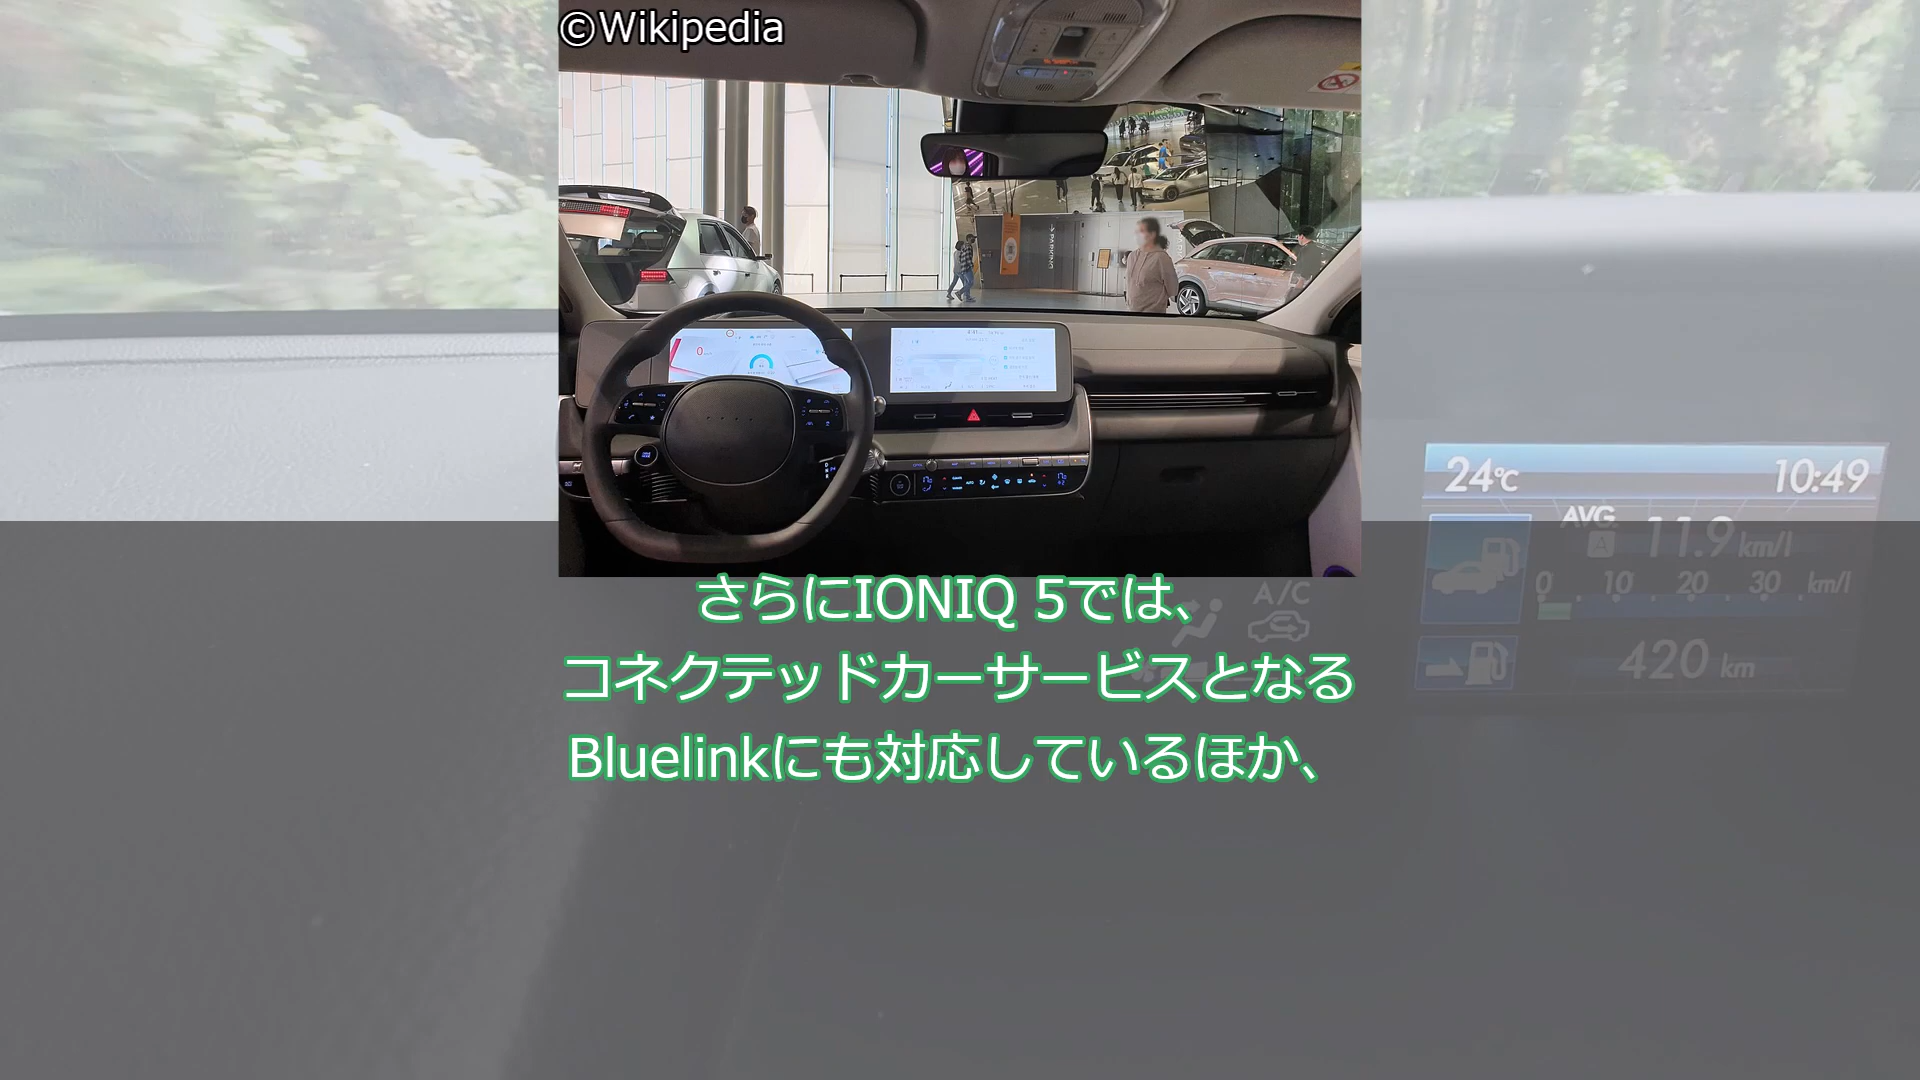 ©Wikipedia
PARKING
24℃ 10:49
AVG.
A 11.9 km/l
0 10 20 30 km/l
A/C
420 km
さらにIONIQ 5では、
コネクテッドカーサービスとなる
Bluelinkにも対応しているほか、